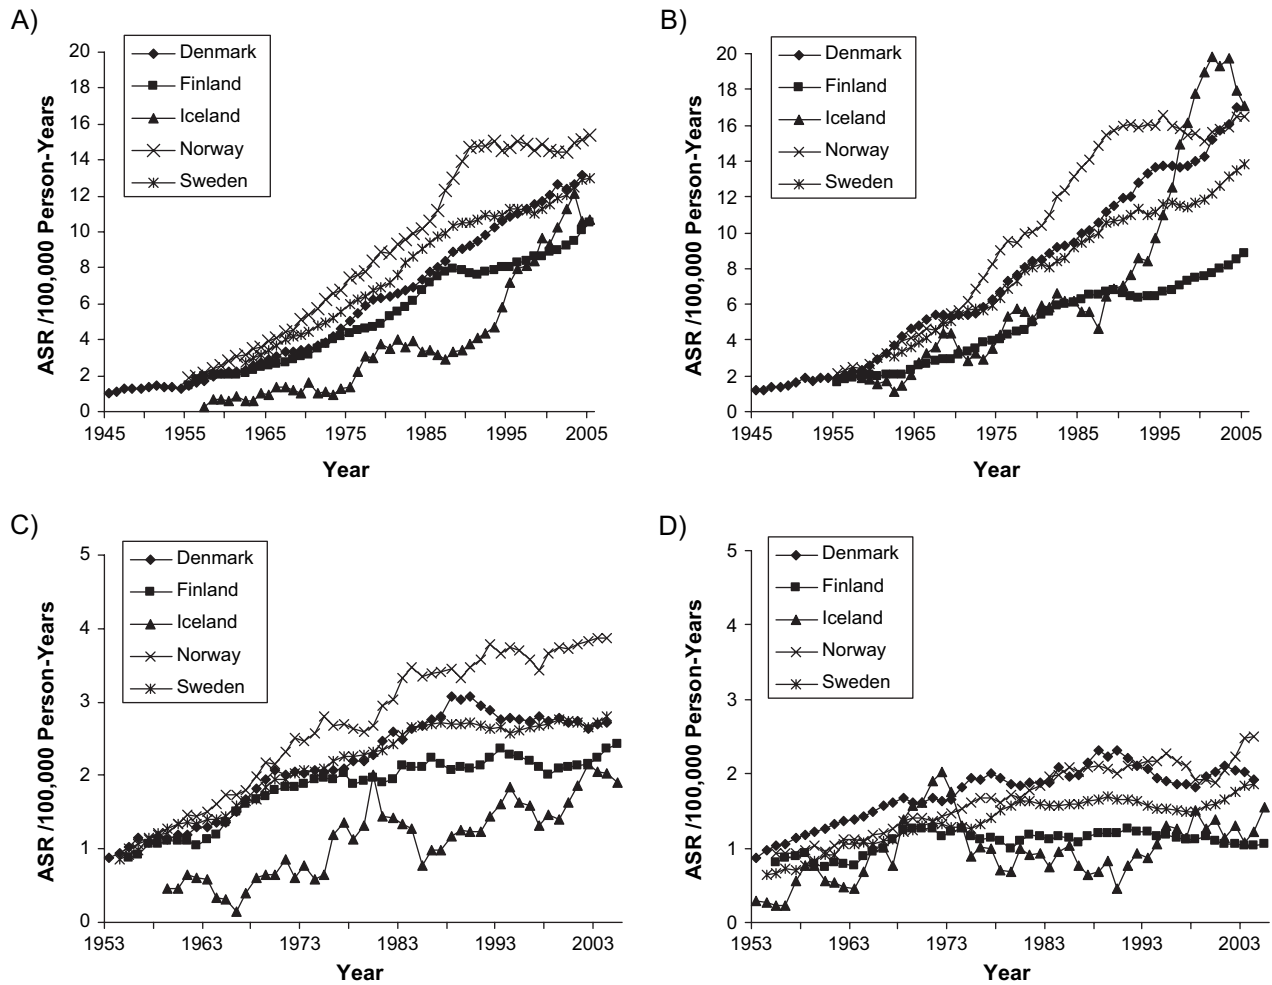 A)
ASR /100,000 Person-Years
20
18
16
14
12
10
8
6
4
2
0
Denmark
Finland
Iceland
Norway
Sweden
1945 1955 1965 1975 1985 1995 2005
Year
B)
ASR /100,000 Person-Years
20
18
16
14
12
10
8
6
4
2
0
Denmark
Finland
Iceland
Norway
Sweden
1945 1955 1965 1975 1985 1995 2005
Year
C)
ASR /100,000 Person-Years
5
4
3
2
1
0
Denmark
Finland
Iceland
Norway
Sweden
1953 1963 1973 1983 1993 2003
Year
D)
ASR /100,000 Person-Years
5
4
3
2
1
0
Denmark
Finland
Iceland
Norway
Sweden
1953 1963 1973 1983 1993 2003
Year